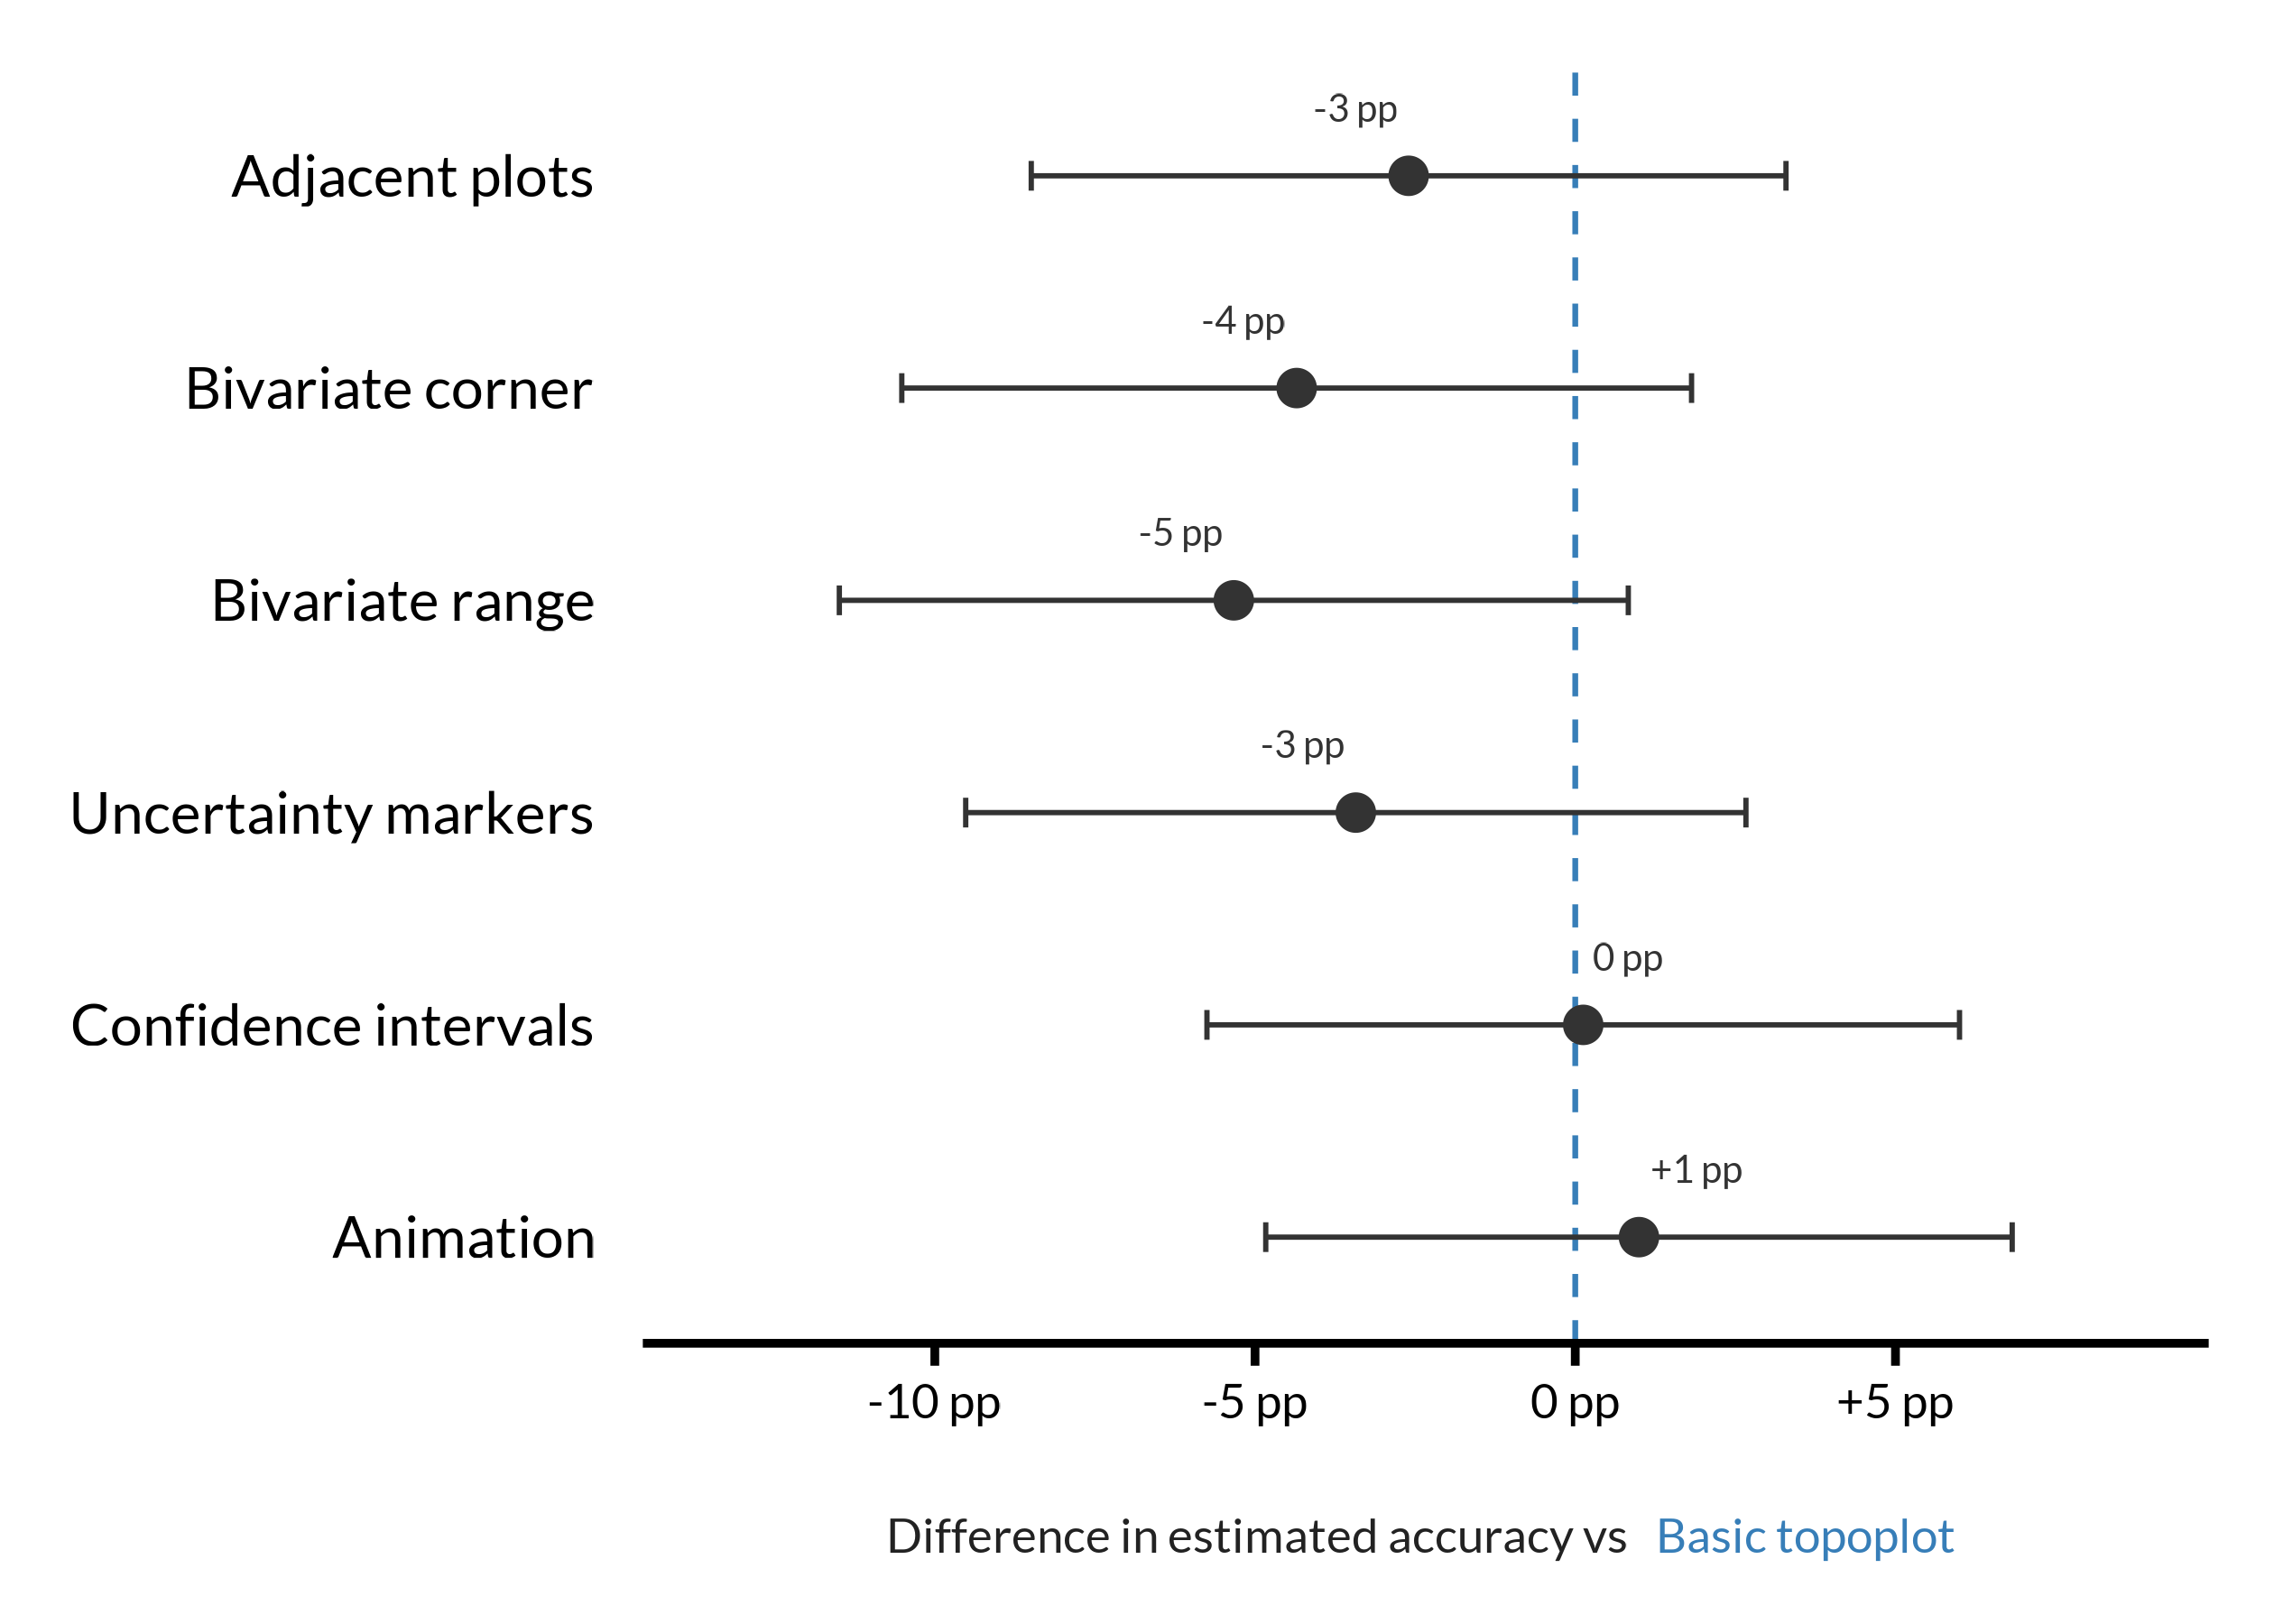 -3 pp
Adjacent plots
-4 pp
Bivariate corner
-5 pp
Bivariate range
-3 pp
Uncertainty markers
0 pp
Confidence intervals
+1 pp
Animation
-10 pp -5 pp 0 pp +5 pp
Difference in estimated accuracy vs Basic topoplot